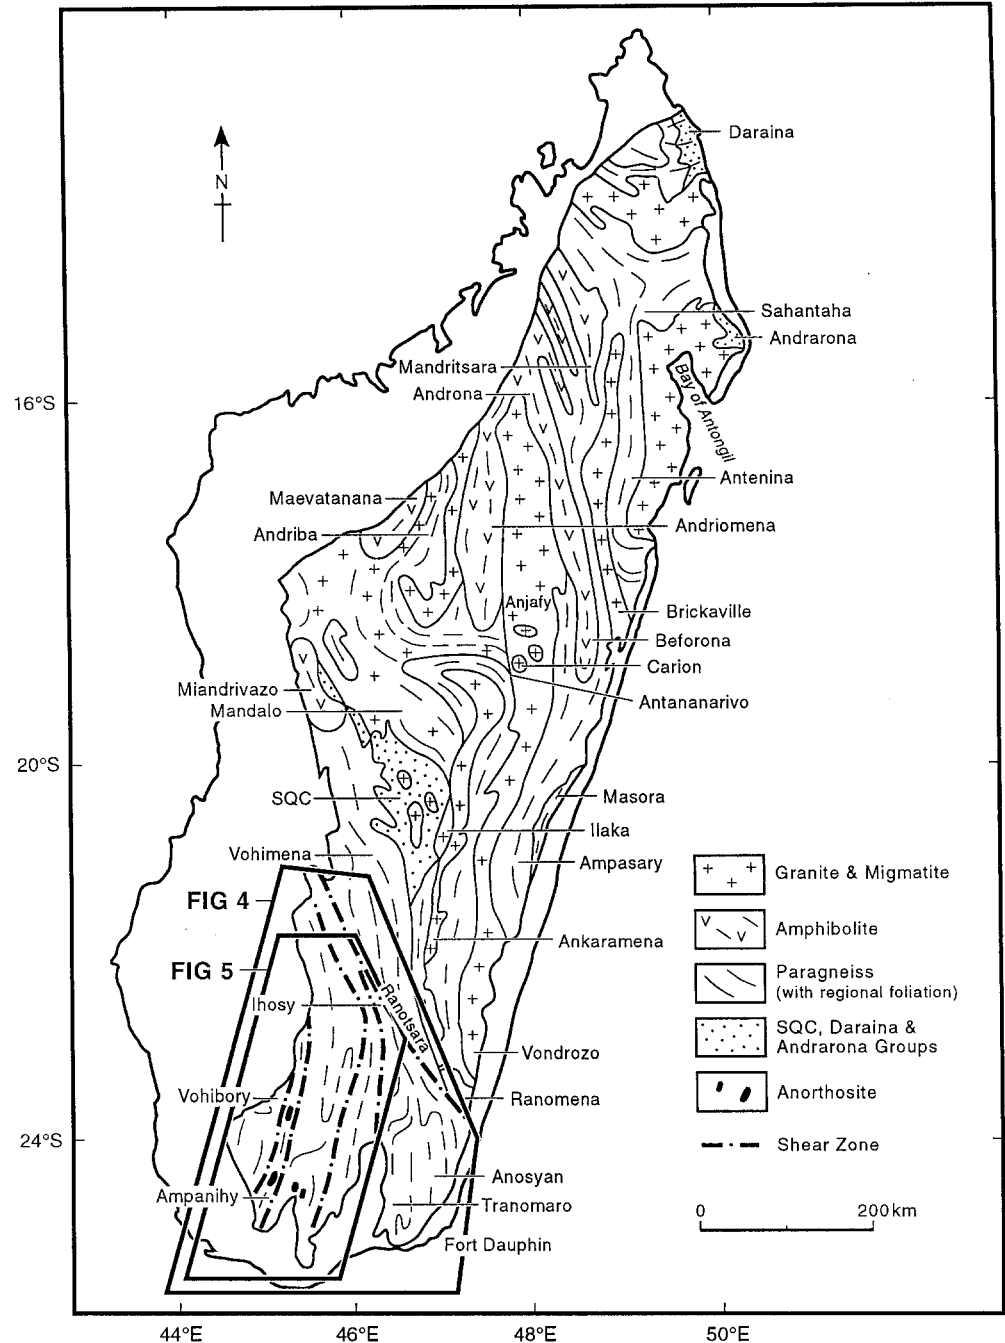 N
Daraina
Sahantaha
Andrarona
Mandritsara
Androna
Bay of Antongil
16°S
Antenina
Maevatanana
Andriomena
Andriba
Anjafy
Brickaville
Beforona
Carion
Miandrivazo
Antananarivo
Mandalo
20°S
SQC
Masora
Ilaka
Vohimena
Ampasary
FIG 4
Ankaramena
FIG 5
Ihosy
Ranotsara
Vondrozo
Vohibory
Ranomena
24°S
Anosyan
Ampanihy
Tranomaro
Fort Dauphin
Granite & Migmatite
Amphibolite
Paragneiss
(with regional foliation)
SQC, Daraina &
Andrarona Groups
Anorthosite
Shear Zone
0 200km
44°E 46°E 48°E 50°E